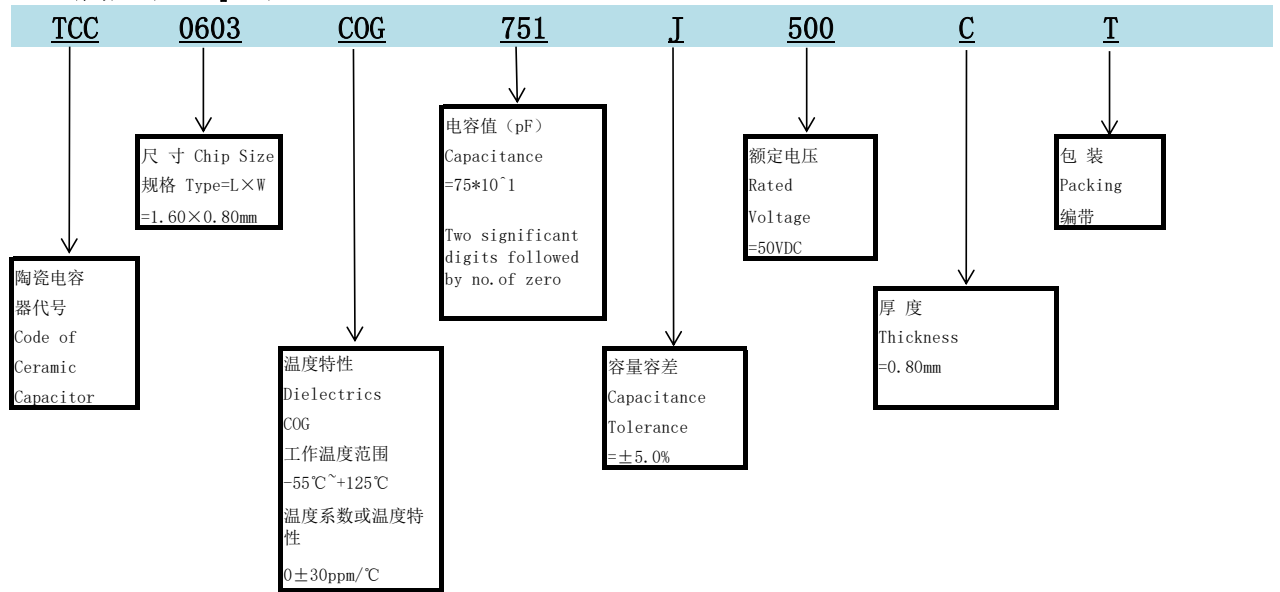 TCC 0603 COG 751 J 500 C T
陶瓷电容
器代号
Code of
Ceramic
Capacitor
尺 寸 Chip Size
规格 Type=L×W
=1.60×0.80mm
温度特性
Dielectrics
COG
工作温度范围
-55℃~+125℃
温度系数或温度特
性
0±30ppm/℃
电容值（pF）
Capacitance
=75*10^1
Two significant
digits followed
by no.of zero
容量容差
Capacitance
Tolerance
=±5.0%
额定电压
Rated
Voltage
=50VDC
厚 度
Thickness
=0.80mm
包 装
Packing
编带